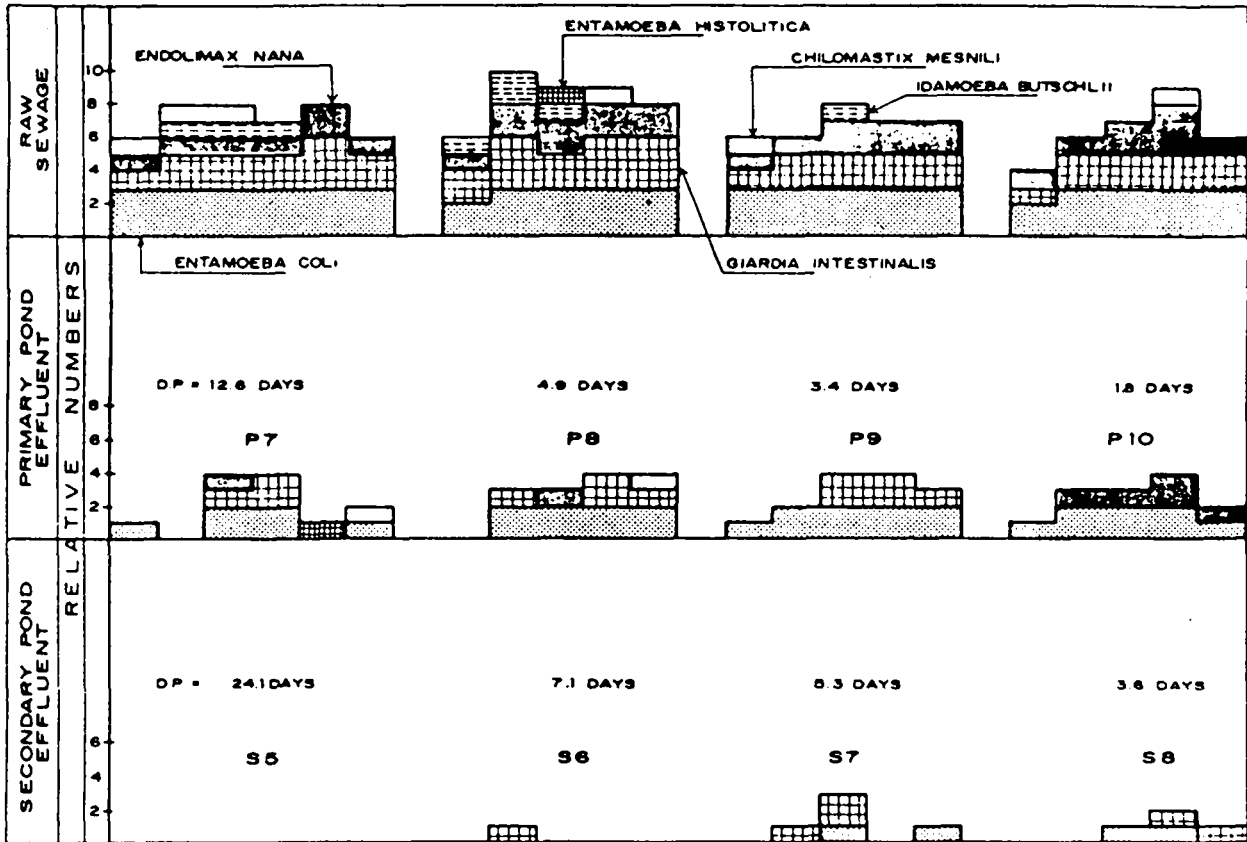 ENTAMOEBA HISTOLITICA
ENDOLIMAX NANA
CHILOMASTIX MESNILI
IDAMOEBA BUTSCHLII
RAW SEWAGE
10
8
6
4
2
ENTAMOEBA COLI
GIARDIA INTESTINALIS
RELATIVE NUMBERS
PRIMARY POND EFFLUENT
D.P = 12.6 DAYS
4.9 DAYS
3.4 DAYS
1.8 DAYS
8
6
4
2
P7
P8
P9
P10
SECONDARY POND EFFLUENT
D.P = 24.1 DAYS
7.1 DAYS
5.3 DAYS
3.6 DAYS
6
4
2
S5
S6
S7
S8